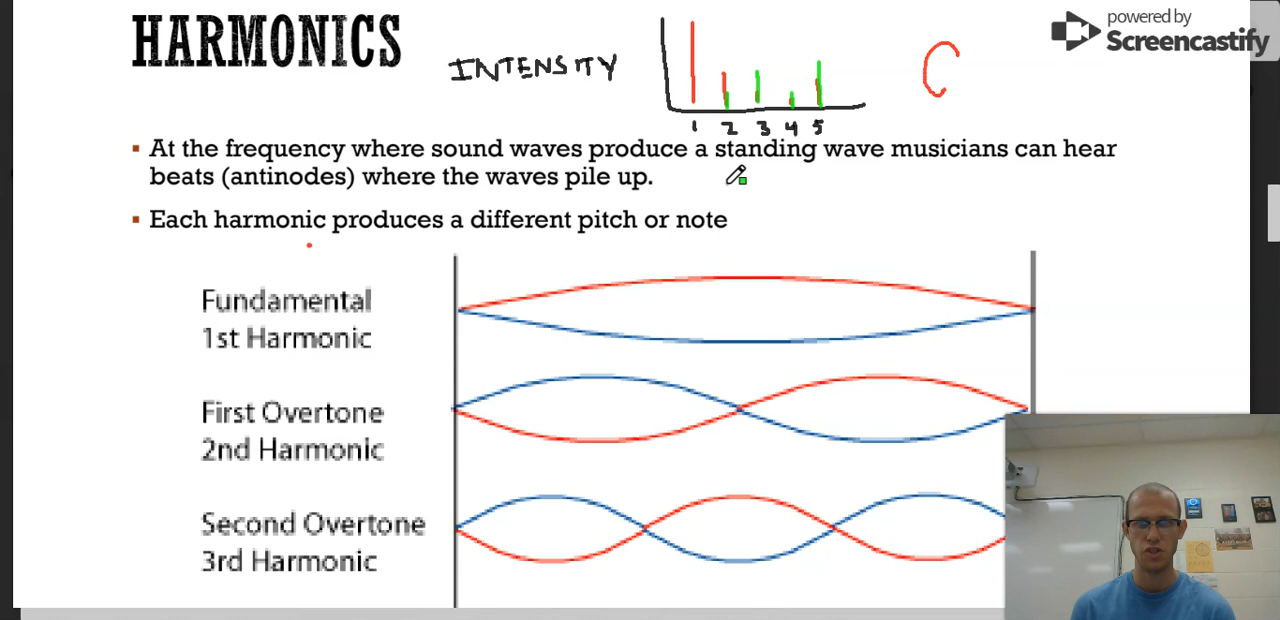 HARMONICS
INTENSITY
1 2 3 4 5
C
powered by
Screencastify
▪ At the frequency where sound waves produce a standing wave musicians can hear
beats (antinodes) where the waves pile up.
▪ Each harmonic produces a different pitch or note
Fundamental
1st Harmonic
First Overtone
2nd Harmonic
Second Overtone
3rd Harmonic